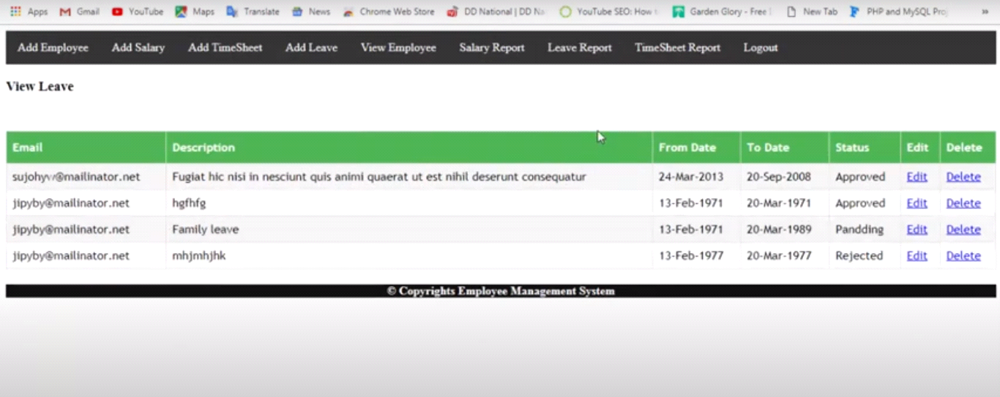 Apps Gmail YouTube Maps Translate News Chrome Web Store DD National | DD Na YouTube SEO: How Garden Glory - Free New Tab PHP and MySQL Pro »
Add Employee Add Salary Add TimeSheet Add Leave View Employee Salary Report Leave Report TimeSheet Report Logout
View Leave
Email Description From Date To Date Status Edit Delete
sujohyw@mailinator.net Fugiat hic nisi in nesciunt quis animi quaerat ut est nihil deserunt consequatur 24-Mar-2013 20-Sep-2008 Approved Edit Delete
jipyby@mailinator.net hgfhfg 13-Feb-1971 20-Mar-1971 Approved Edit Delete
jipyby@mailinator.net Family leave 13-Feb-1971 20-Mar-1989 Pandding Edit Delete
jipyby@mailinator.net mhjmhjhk 13-Feb-1977 20-Mar-1977 Rejected Edit Delete
© Copyrights Employee Management System